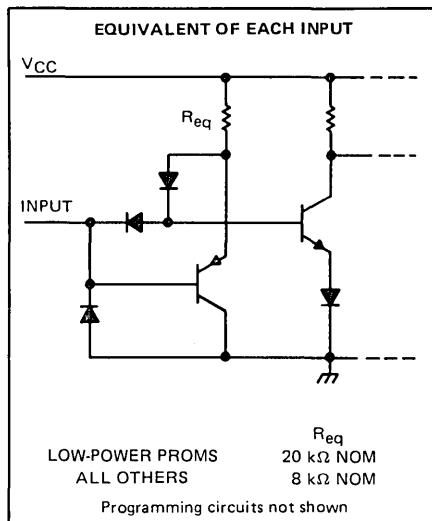 EQUIVALENT OF EACH INPUT
VCC
Req
INPUT
Req
LOW-POWER PROMS 20 kΩ NOM
ALL OTHERS 8 kΩ NOM
Programming circuits not shown